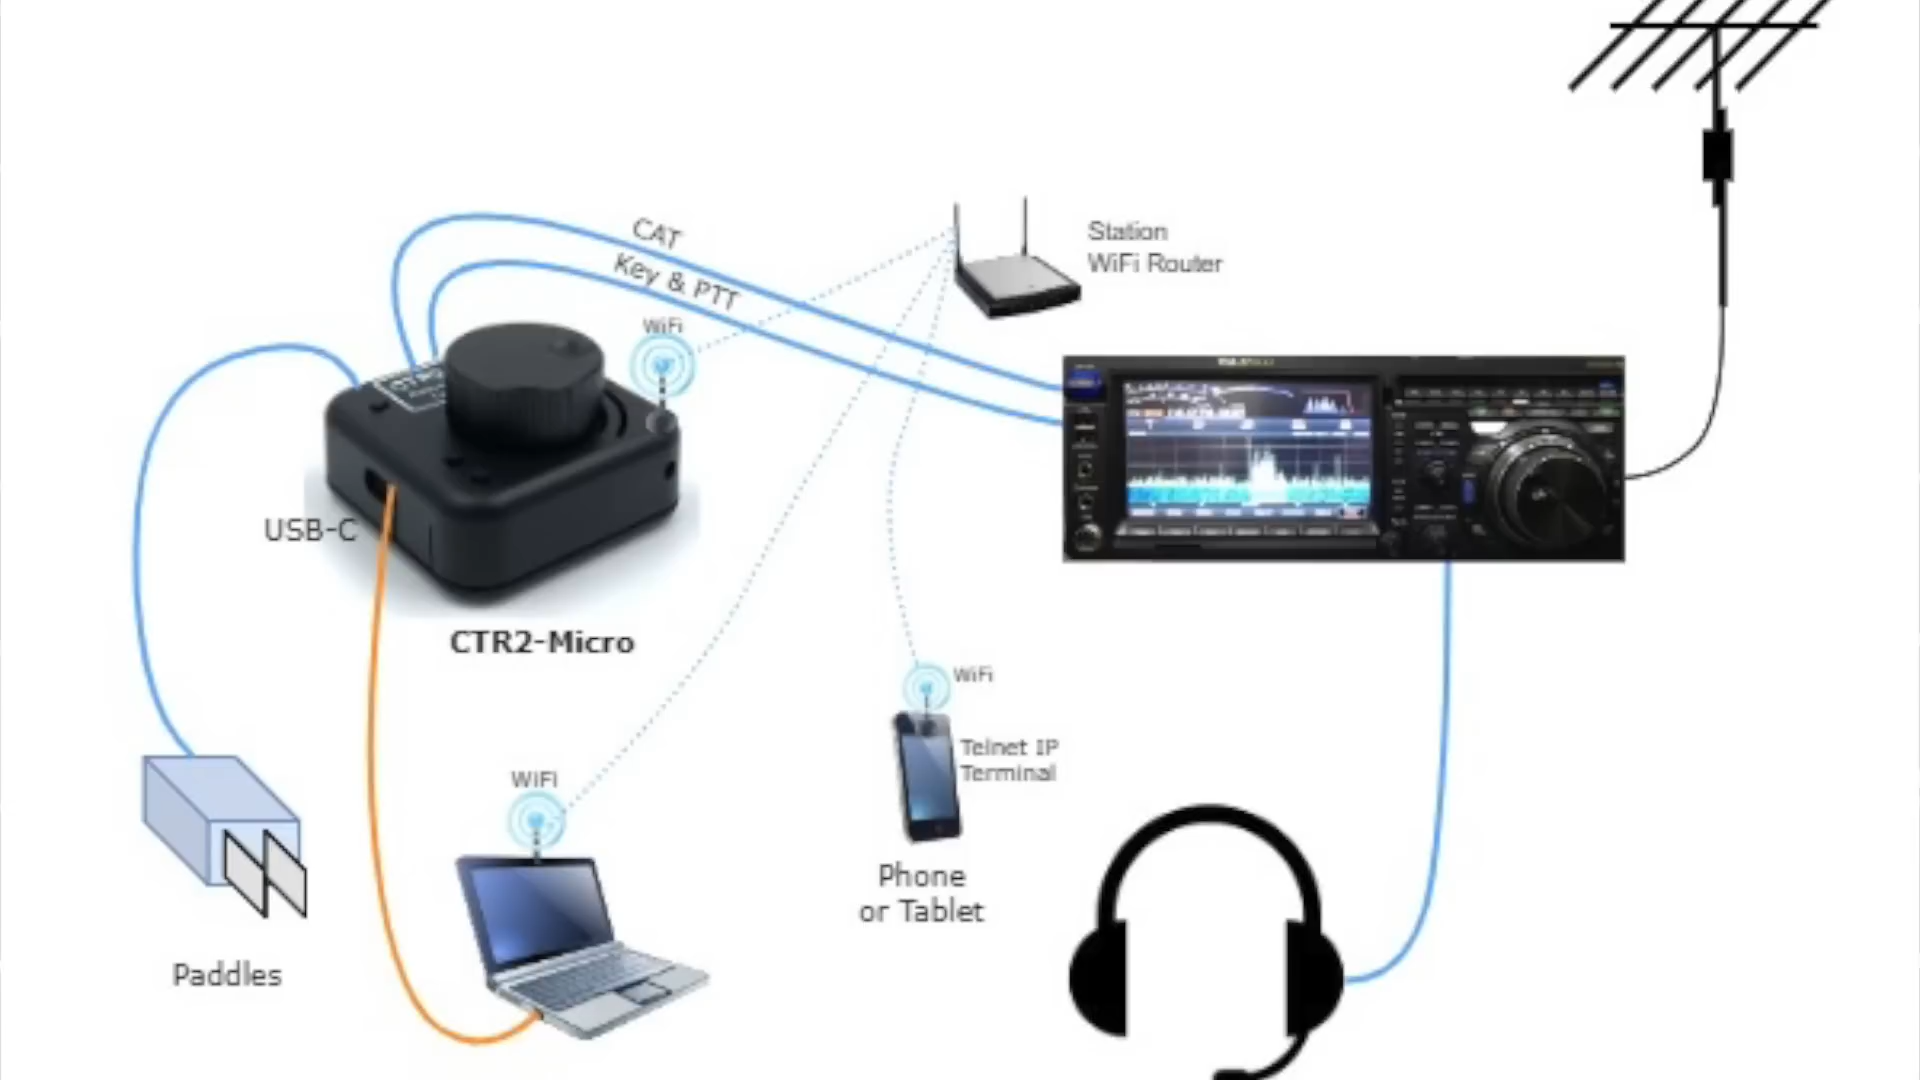 CAT
Key & PTT
WiFi
Station
WiFi Router
USB-C
CTR2-Micro
WiFi
Telnet IP
Terminal
WiFi
Phone
or Tablet
Paddles